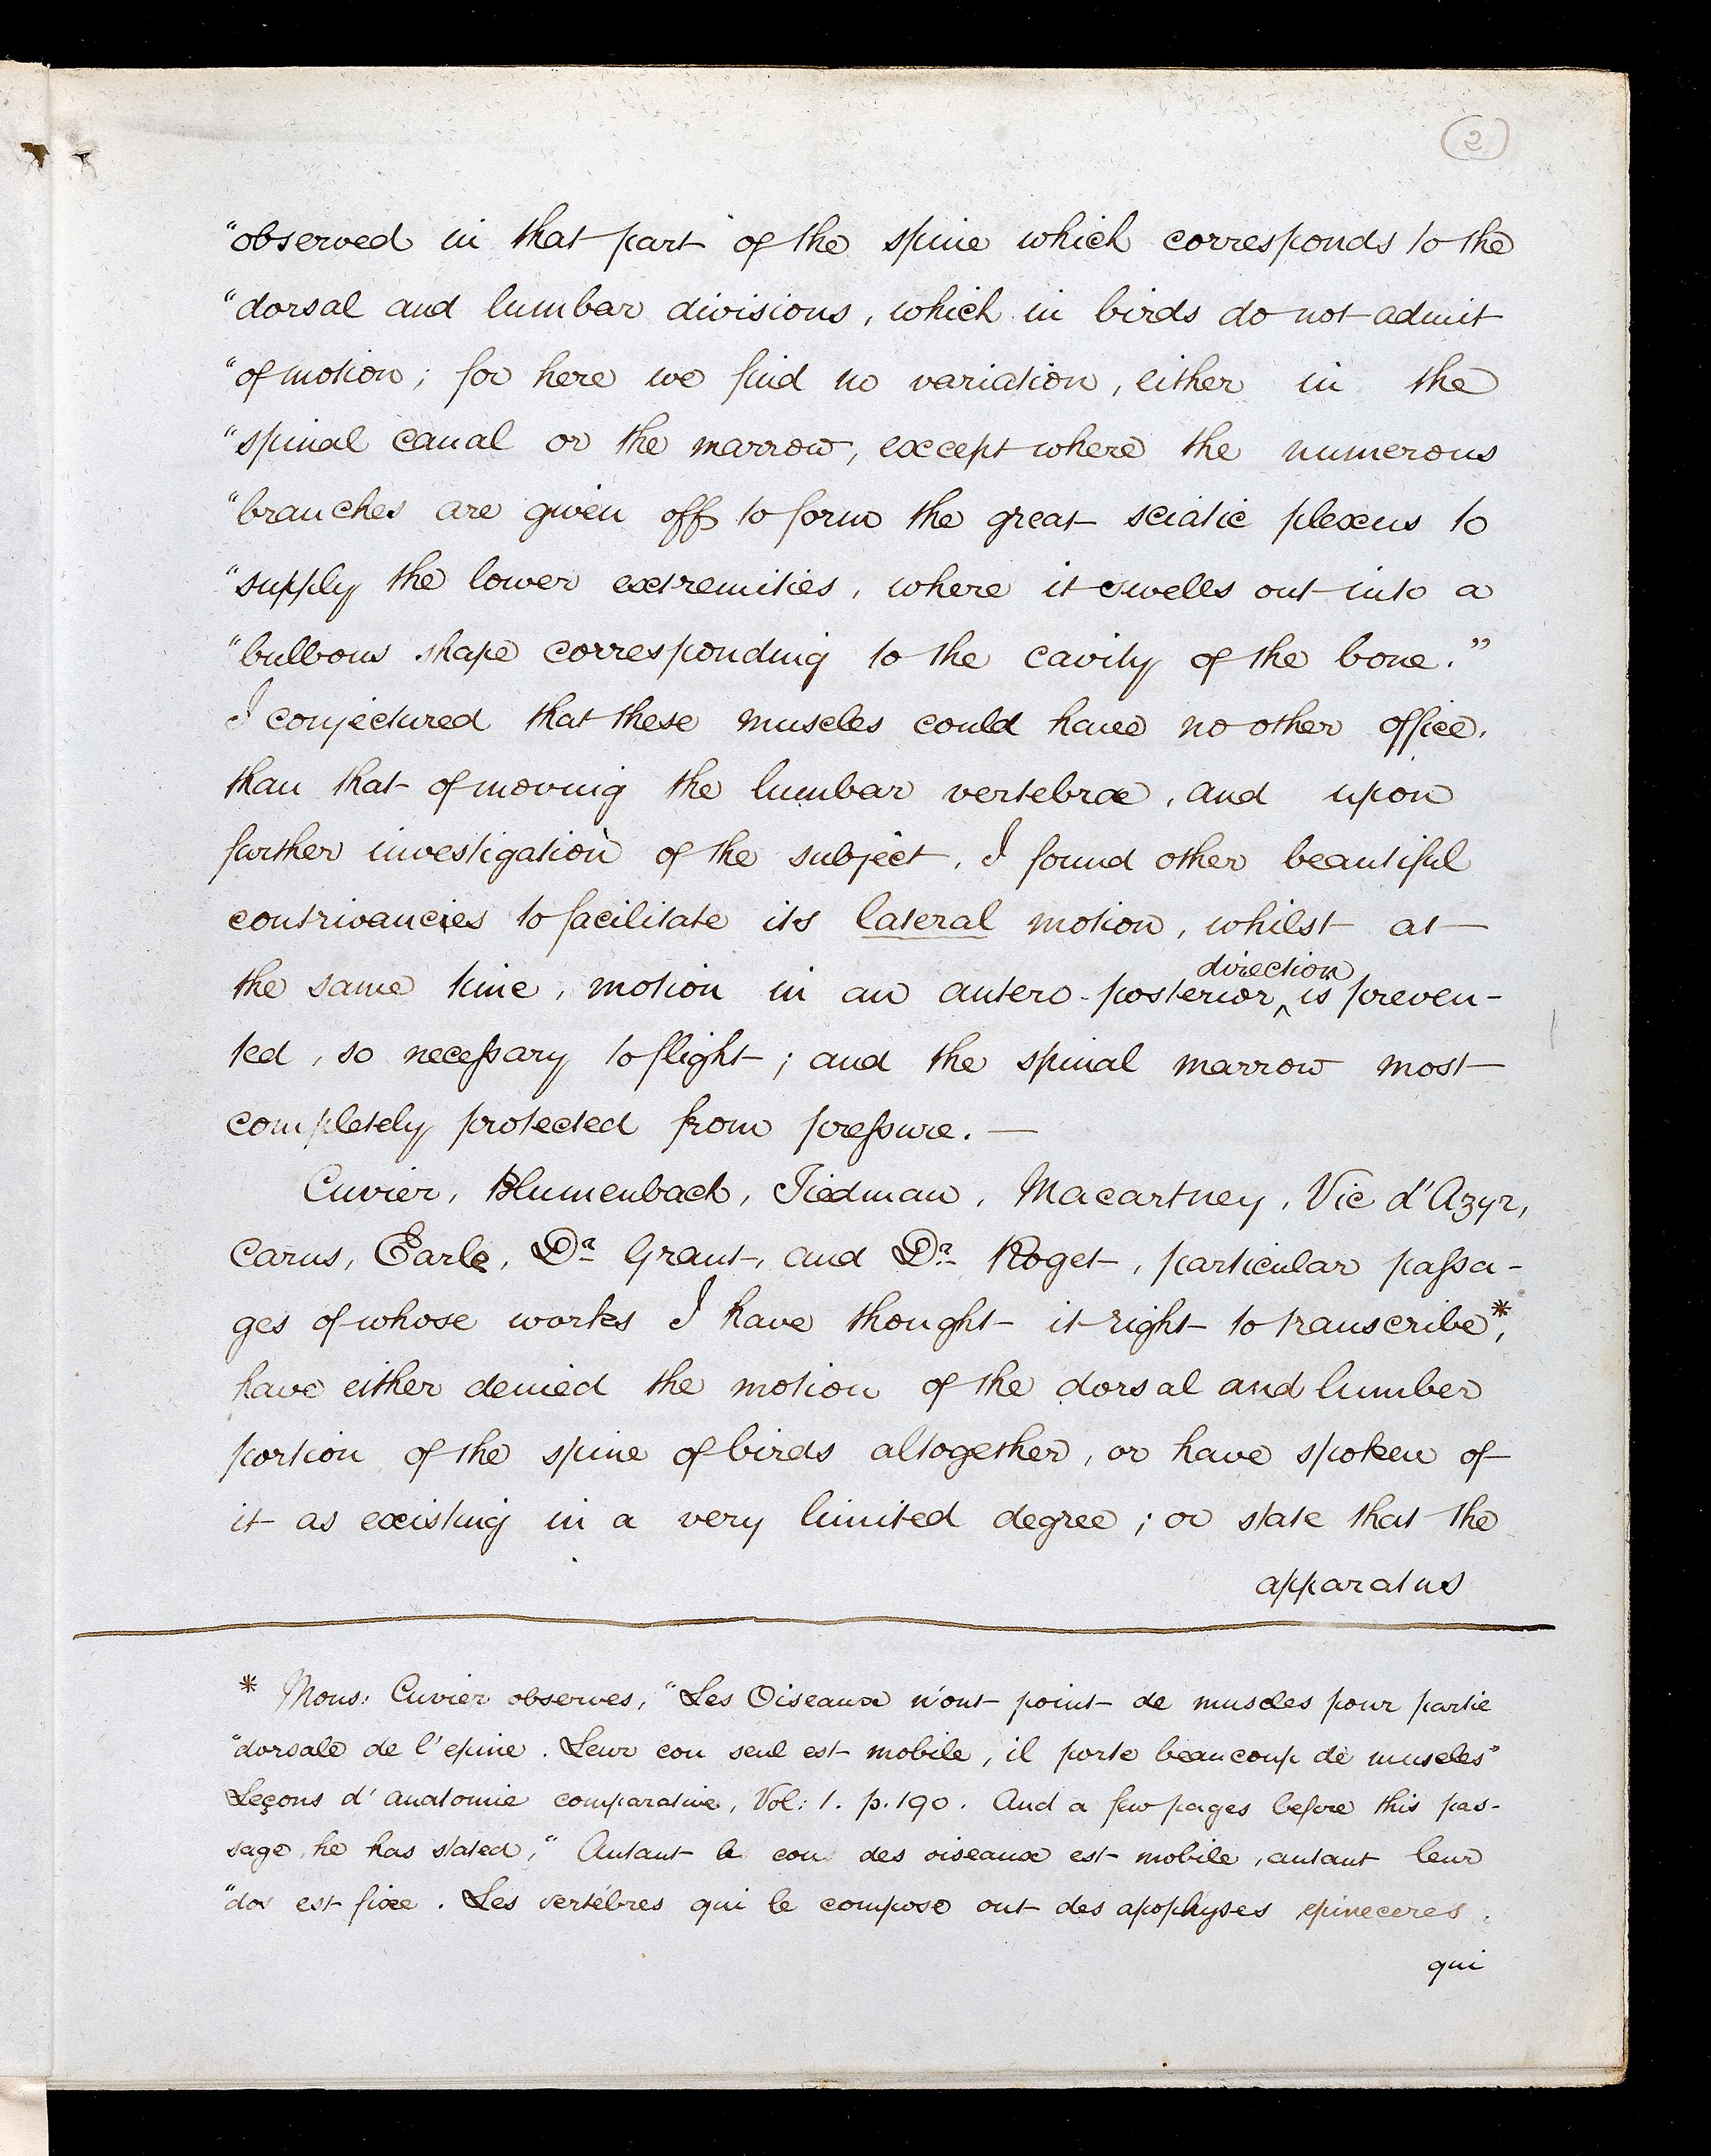 (2)
"observed in that part of the spine which corresponds to the
"dorsal and lumbar divisions, which in birds do not admit
"of motion; for here we find no variation, either in the
"spinal canal or the marrow, except where the numerous
"branches are given off to form the great sciatic plexus to
"supply the lower extremities, where it swells out into a
"bulbous shape corresponding to the cavity of the bone."
I conjectured that these muscles could have no other office,
than that of moving the lumbar vertebræ, and upon
further investigation of the subject, I found other beautiful
contrivancies to facilitate its lateral motion, whilst at
direction
the same time, motion in an antero-posterior ‸ is preven-
ted, so necessary to flight; and the spinal marrow most
completely protected from pressure. —
Cuvier, Blumenbach, Tiedman, Macartney, Vic d'Azyr,
Carus, Earle, Dr. Grant, and Dr. Roget, particular passa-
ges of whose works I have thought it right to transcribe*,
have either denied the motion of the dorsal and lumber
portion of the spine of birds altogether, or have spoken of
it as existing in a very limited degree; or state that the
apparatus
* Mons: Cuvier observes, "Les Oiseaux n'ont point de muscles pour partie
"dorsale de l'epine. Leur cou seul est mobile, il porte beaucoup de muscles"
Leçons d'anatomie comparative, Vol: 1. p. 190. And a few pages before this pas-
sage, he has stated, "Autant le cou des oiseaux est mobile, autant leur
"dos est fixe. Les vertébres qui le compose ont des apophyses epineceres
qui